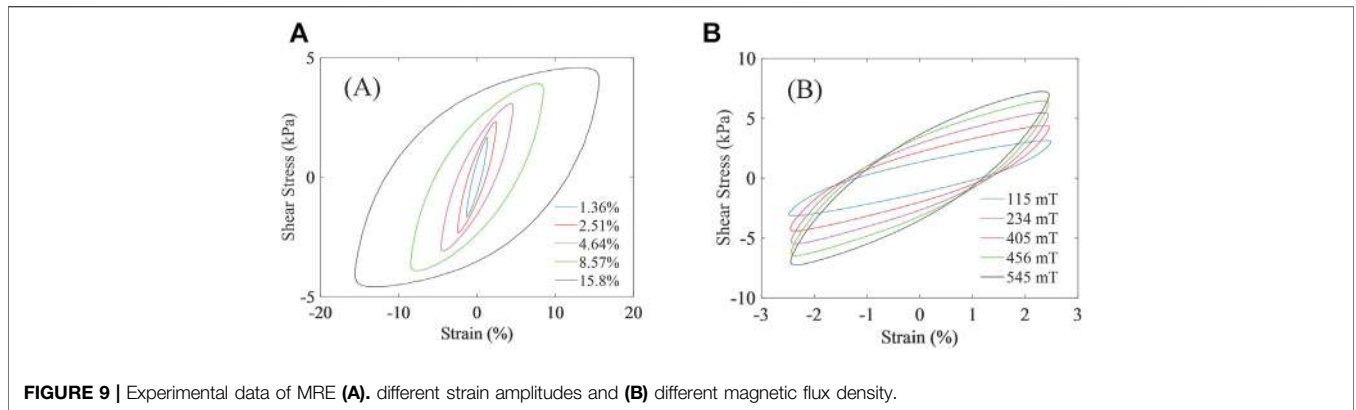 A
B
(A)
(B)
5
0
-5
-20
-10
0
10
20
Shear Stress (kPa)
Strain (%)
1.36%
2.51%
4.64%
8.57%
15.8%
10
5
0
-5
-10
-3
-2
-1
0
1
2
3
Shear Stress (kPa)
Strain (%)
115 mT
234 mT
405 mT
456 mT
545 mT
FIGURE 9 | Experimental data of MRE (A). different strain amplitudes and (B) different magnetic flux density.